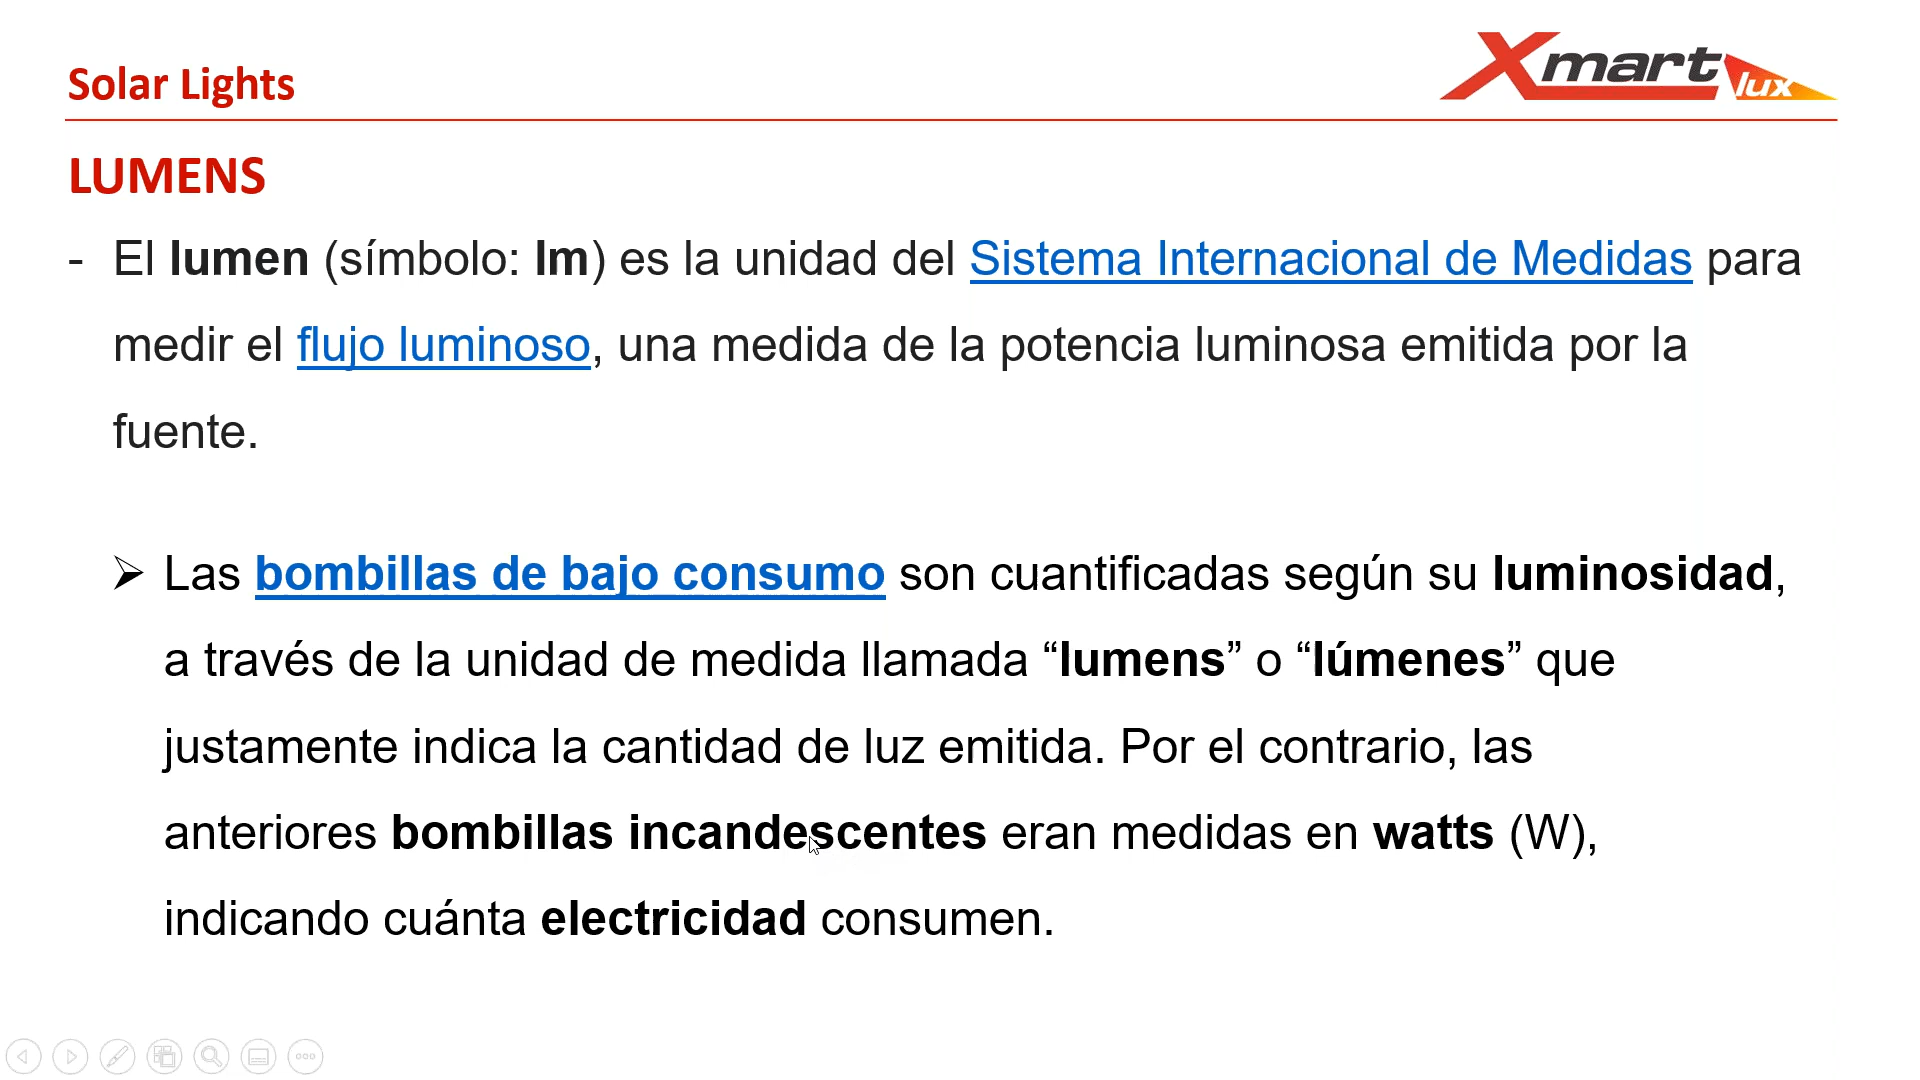 Solar Lights
Xmart lux
LUMENS
- El lumen (símbolo: lm) es la unidad del Sistema Internacional de Medidas para
medir el flujo luminoso, una medida de la potencia luminosa emitida por la
fuente.
➢ Las bombillas de bajo consumo son cuantificadas según su luminosidad,
a través de la unidad de medida llamada “lumens” o “lúmenes” que
justamente indica la cantidad de luz emitida. Por el contrario, las
anteriores bombillas incandescentes eran medidas en watts (W),
indicando cuánta electricidad consumen.